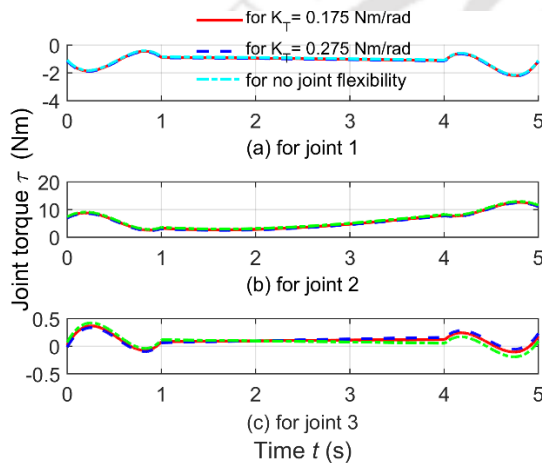 for K_T= 0.175 Nm/rad
for K_T= 0.275 Nm/rad
for no joint flexibility
0
-2
-4
0 1 2 3 4 5
(a) for joint 1
Joint torque τ (Nm)
20
10
0
0 1 2 3 4 5
(b) for joint 2
0.5
0
-0.5
0 1 2 3 4 5
(c) for joint 3
Time t (s)